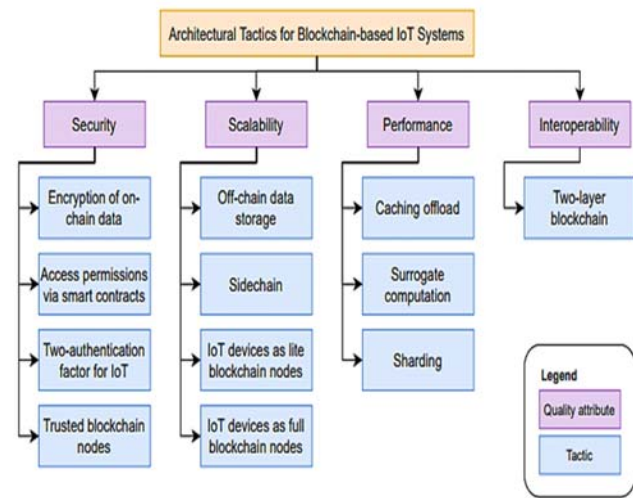 Architectural Tactics for Blockchain-based IoT Systems
Security
Scalability
Performance
Interoperability
Encryption of on-
chain data
Off-chain data
storage
Caching offload
Two-layer
blockchain
Access permissions
via smart contracts
Sidechain
Surrogate
computation
Two-authentication
factor for IoT
IoT devices as lite
blockchain nodes
Sharding
Trusted blockchain
nodes
IoT devices as full
blockchain nodes
Legend
Quality attribute
Tactic